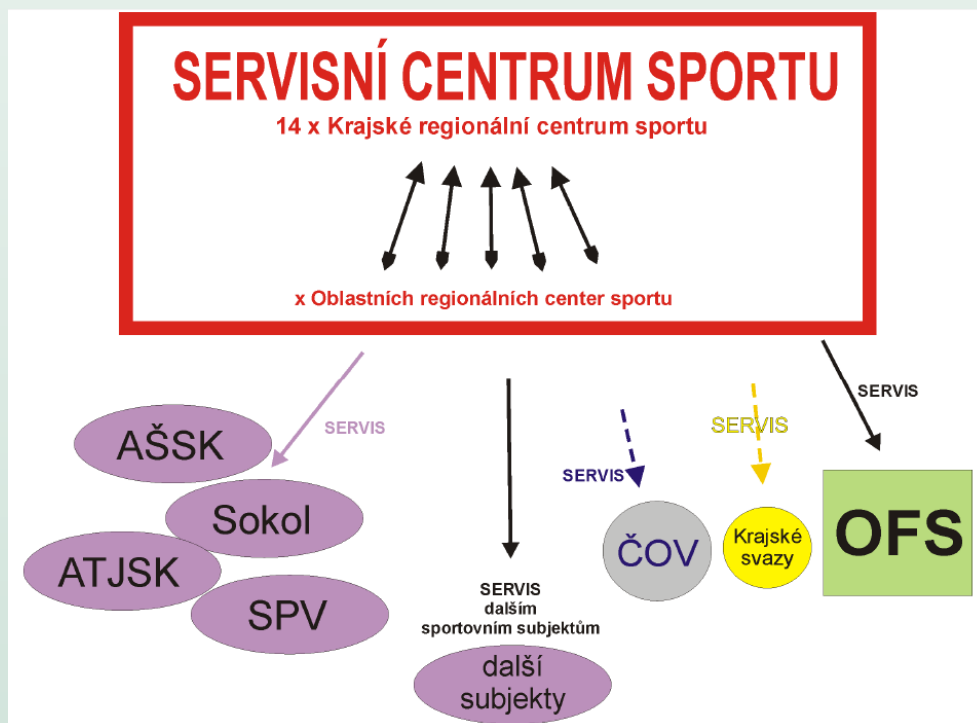 SERVISNÍ CENTRUM SPORTU
14 x Krajské regionální centrum sportu
x Oblastních regionálních center sportu
SERVIS
AŠSK
Sokol
ATJSK
SPV
SERVIS
dalším
sportovním subjektům
další
subjekty
SERVIS
ČOV
SERVIS
Krajské
svazy
SERVIS
OFS